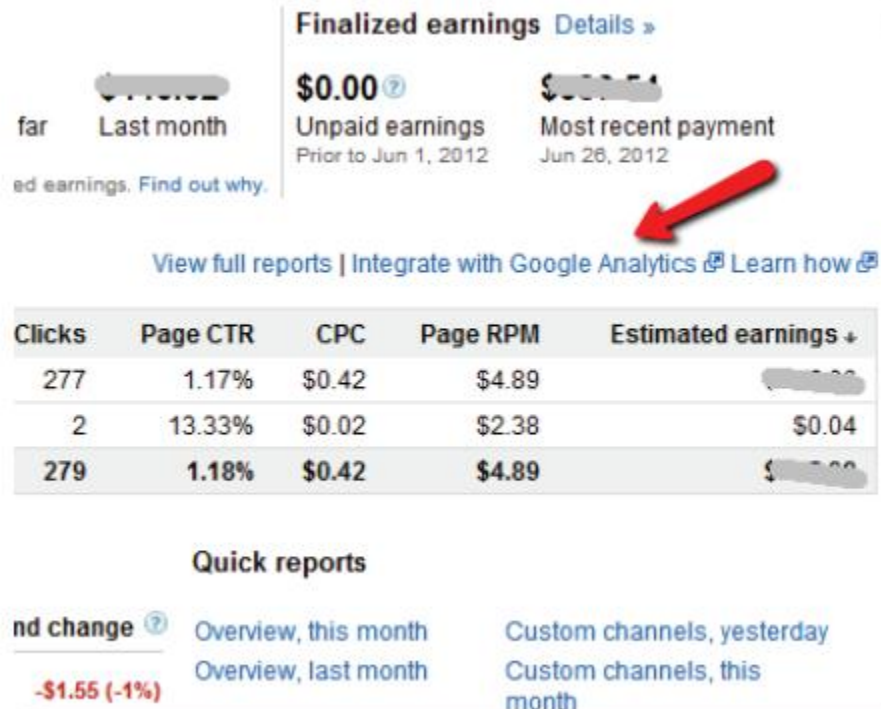 Finalized earnings Details »
$0.00 ?
far Last month Unpaid earnings Most recent payment
Prior to Jun 1, 2012 Jun 26, 2012
ed earnings. Find out why.
View full reports | Integrate with Google Analytics Learn how
Clicks Page CTR CPC Page RPM Estimated earnings ↓
277 1.17% $0.42 $4.89
2 13.33% $0.02 $2.38 $0.04
279 1.18% $0.42 $4.89
Quick reports
nd change ? Overview, this month Custom channels, yesterday
Overview, last month Custom channels, this
-$1.55 (-1%) month